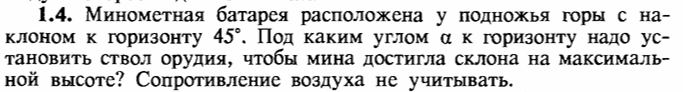 1.4. Минометная батарея расположена у подножья горы с на-
клоном к горизонту 45°. Под каким углом α к горизонту надо ус-
тановить ствол орудия, чтобы мина достигла склона на максималь-
ной высоте? Сопротивление воздуха не учитывать.